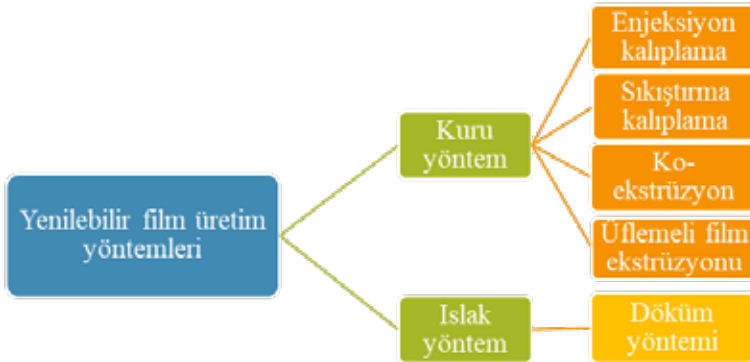 Yenilebilir film üretim
yöntemleri
Kuru
yöntem
Enjeksiyon
kalıplama
Sıkıştırma
kalıplama
Ko-
ekstrüzyon
Üflemeli film
ekstrüzyonu
Islak
yöntem
Döküm
yöntemi